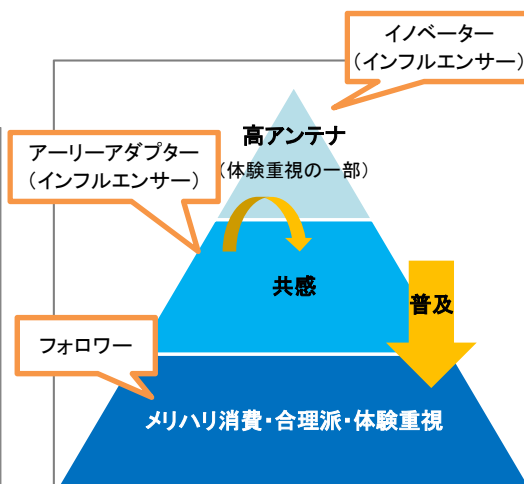 イノベーター
（インフルエンサー）
高アンテナ
（体験重視の一部）
アーリーアダプター
（インフルエンサー）
共感
普及
フォロワー
メリハリ消費・合理派・体験重視